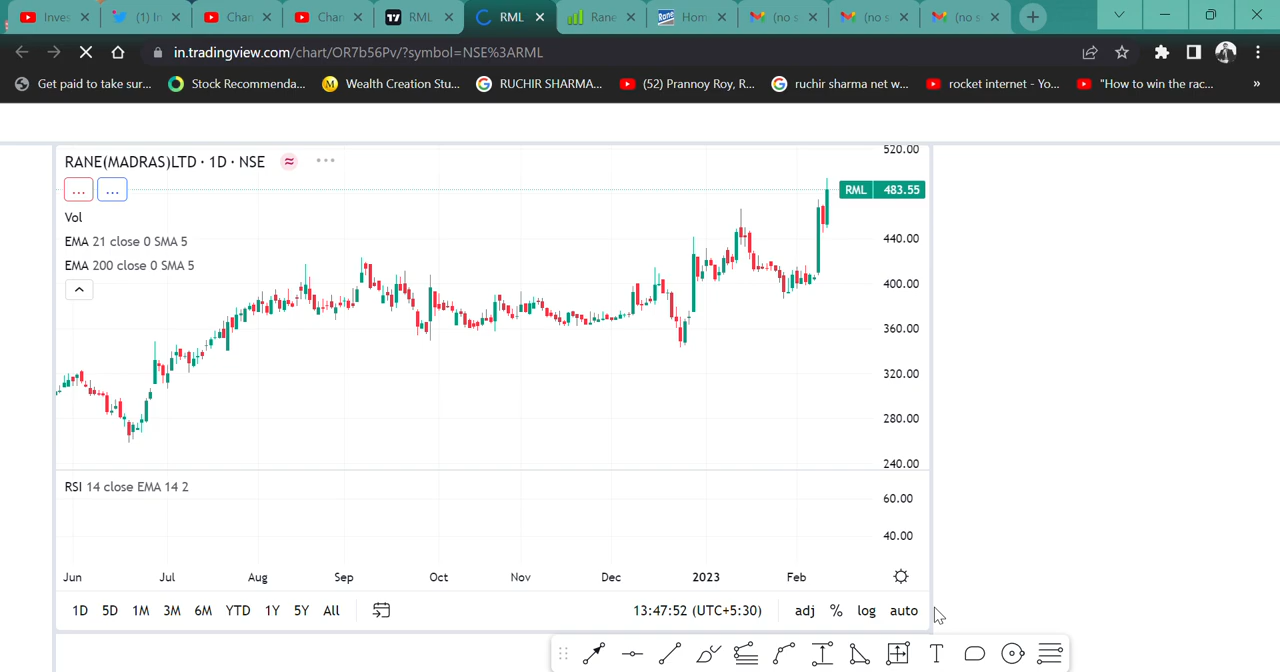 Inves
(1) In
Chan
Chan
RML
RML
Rane
Hom
(no s
(no s
(no s
in.tradingview.com/chart/OR7b56Pv/?symbol=NSE%3ARML
Get paid to take sur...
Stock Recommenda...
Wealth Creation Stu...
RUCHIR SHARMA...
(52) Prannoy Roy, R...
ruchir sharma net w...
rocket internet - Yo...
"How to win the rac...
»
RANE(MADRAS)LTD · 1D · NSE
Vol
EMA 21 close 0 SMA 5
EMA 200 close 0 SMA 5
520.00
RML 483.55
440.00
400.00
360.00
320.00
280.00
240.00
RSI 14 close EMA 14 2
60.00
40.00
Jun Jul Aug Sep Oct Nov Dec 2023 Feb
1D 5D 1M 3M 6M YTD 1Y 5Y All
13:47:52 (UTC+5:30)
adj % log auto